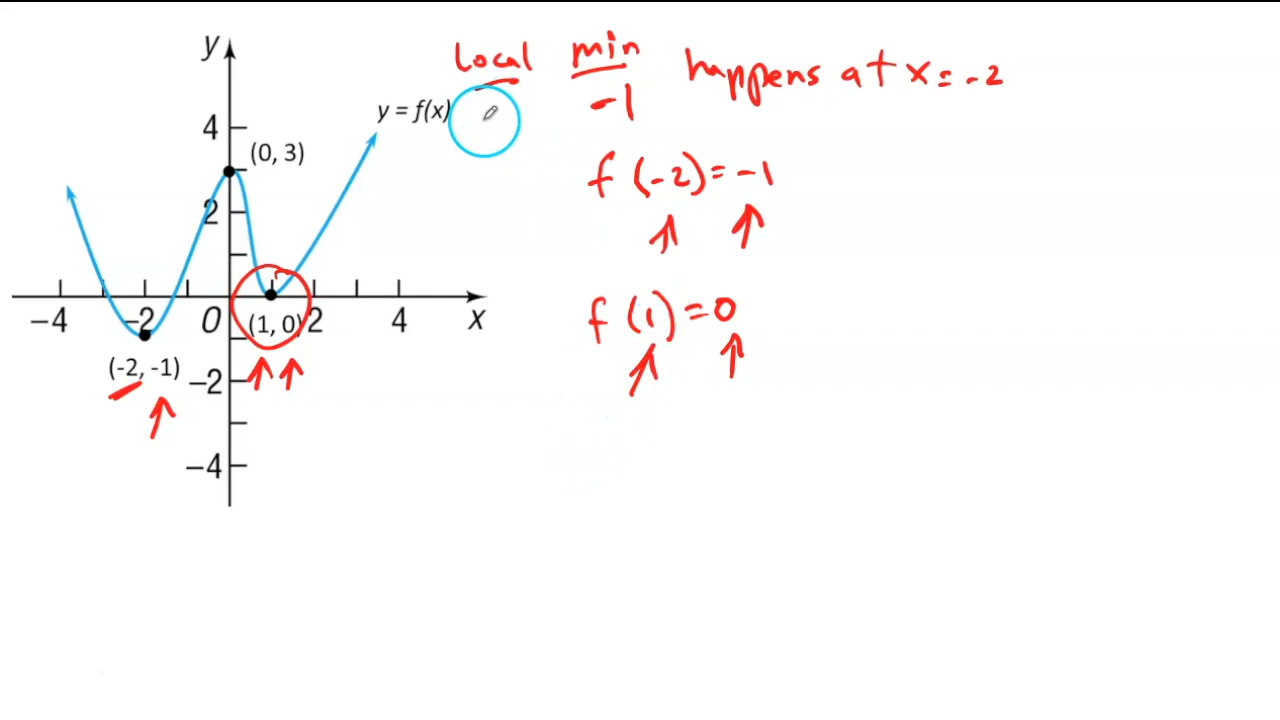 y
local min happens at x = -2
-1
y = f(x)
4
(0, 3)
f (-2) = -1
2
−4 −2 0 (1, 0) 2 4 x
f (1) = 0
(-2, -1)
−2
−4